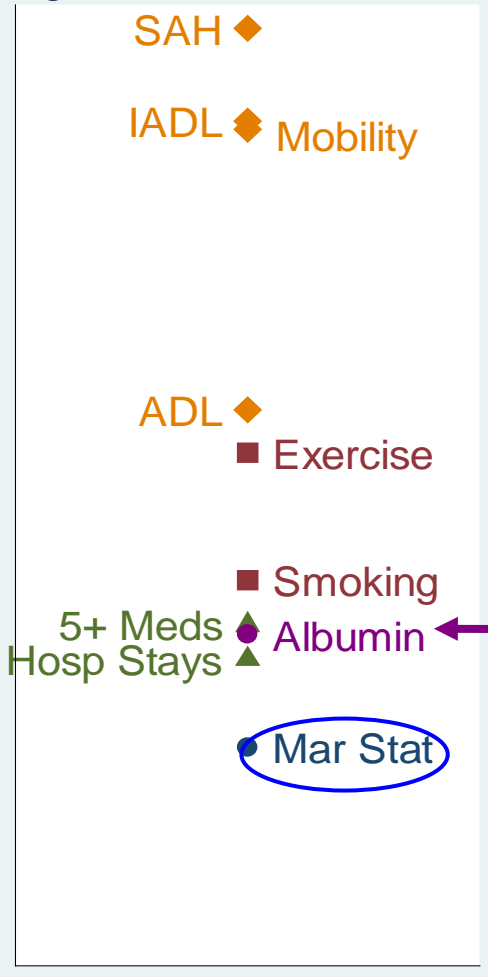 SAH
IADL
Mobility
ADL
Exercise
Smoking
5+ Meds
Albumin
Hosp Stays
Mar Stat